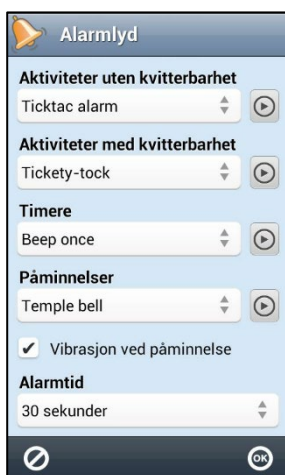 Alarmlyd
Aktiviteter uten kvitterbarhet
Ticktac alarm
Aktiviteter med kvitterbarhet
Tickety-tock
Timere
Beep once
Påminnelser
Temple bell
Vibrasjon ved påminnelse
Alarmtid
30 sekunder
OK